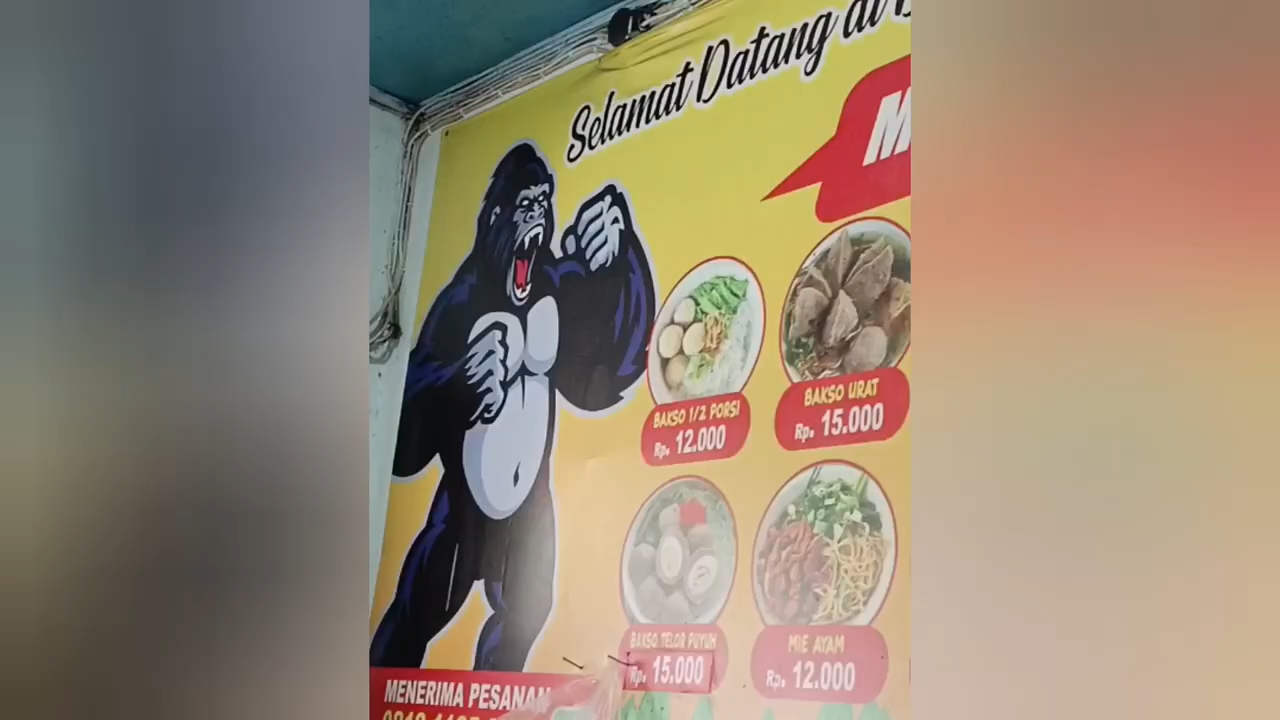 Selamat Datang di
M
BAKSO 1/2 PORSI
Rp. 12.000
BAKSO URAT
Rp. 15.000
BAKSO TELOR PUYUH
Rp. 15.000
MIE AYAM
Rp. 12.000
MENERIMA PESANAN